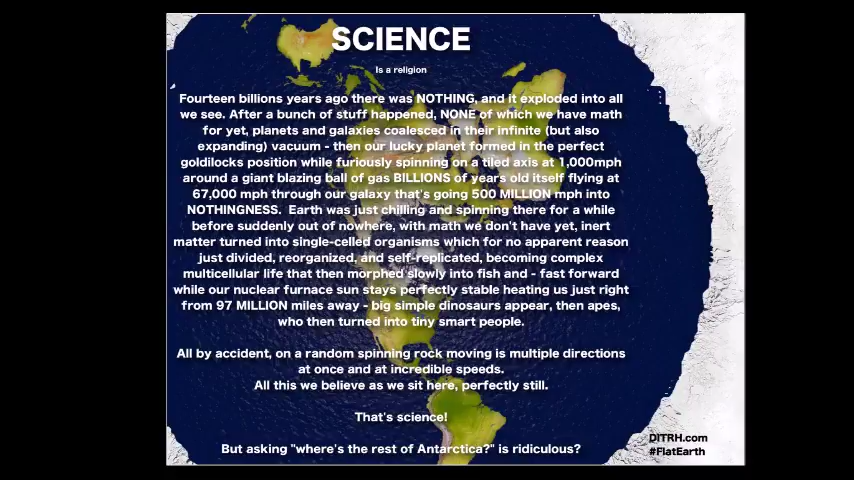 SCIENCE
Is a religion
Fourteen billions years ago there was NOTHING, and it exploded into all
we see. After a bunch of stuff happened, NONE of which we have math
for yet, planets and galaxies coalesced in their infinite (but also
expanding) vacuum - then our lucky planet formed in the perfect
goldilocks position while furiously spinning on a tiled axis at 1,000mph
around a giant blazing ball of gas BILLIONS of years old itself flying at
67,000 mph through our galaxy that's going 500 MILLION mph into
NOTHINGNESS. Earth was just chilling and spinning there for a while
before suddenly out of nowhere, with math we don't have yet, inert
matter turned into single-celled organisms which for no apparent reason
just divided, reorganized, and self-replicated, becoming complex
multicellular life that then morphed slowly into fish and - fast forward
while our nuclear furnace sun stays perfectly stable heating us just right
from 97 MILLION miles away - big simple dinosaurs appear, then apes,
who then turned into tiny smart people.
All by accident, on a random spinning rock moving is multiple directions
at once and at incredible speeds.
All this we believe as we sit here, perfectly still.
That's science!
But asking "where's the rest of Antarctica?" is ridiculous?
DITRH.com
#FlatEarth